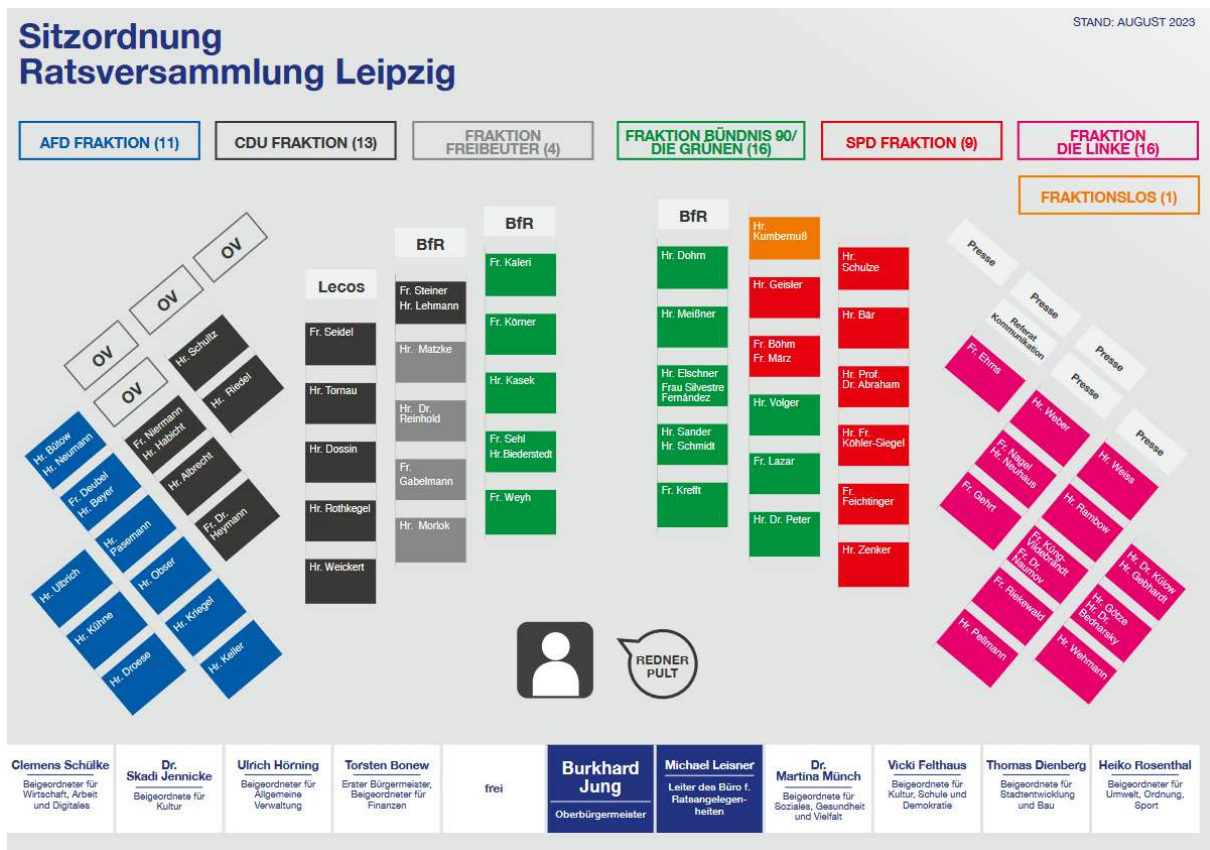 Sitzordnung
Ratsversammlung Leipzig
STAND: AUGUST 2023
AFD FRAKTION (11)
CDU FRAKTION (13)
FRAKTION
FREIBEUTER (4)
FRAKTION BÜNDNIS 90/
DIE GRÜNEN (16)
SPD FRAKTION (9)
FRAKTION
DIE LINKE (16)
FRAKTIONSLOS (1)
OV
OV
OV
OV
Hr. Schultz
Hr. Riedel
Fr. Niermann
Hr. Habicht
Hr. Albrecht
Fr. Dr.
Heymann
Hr. Bütow
Hr. Neumann
Fr. Deubel
Hr. Beyer
Hr.
Pasemann
Hr. Obser
Hr. Kriegel
Hr. Keller
Hr. Ulbrich
Hr. Kühne
Hr. Droese
Lecos
Fr. Seidel
Hr. Tornau
Hr. Dossin
Hr. Rothkegel
Hr. Weickert
BfR
Fr. Steiner
Hr. Lehmann
Hr. Matzke
Hr. Dr.
Reinhold
Fr.
Gabelmann
Hr. Morlok
BfR
Fr. Kaleri
Fr. Körner
Hr. Kasek
Fr. Sehl
Hr. Biederstedt
Fr. Weyh
BfR
Hr. Dohrn
Hr. Meißner
Hr. Elschner
Frau Silvestre
Fernández
Hr. Sander
Hr. Schmidt
Fr. Krefft
Hr.
Kumbernuß
Hr. Geisler
Fr. Böhm
Fr. März
Hr. Volger
Fr. Lazar
Hr. Dr. Peter
Hr.
Schulze
Hr. Bär
Hr. Prof.
Dr. Abraham
Hr. Fr.
Köhler-Siegel
Fr.
Feichtinger
Hr. Zenker
Presse
Presse
Presse
Referat
Kommunikation
Presse
Presse
Fr. Ehms
Hr. Weber
Hr. Weiss
Fr. Nagel
Hr. Neuhaus
Hr. Rambow
Fr. Gehrt
Fr. Küng-
Vildebrandt
Fr. Dr.
Naumov
Hr. Dr. Külow
Hr. Gebhardt
Fr. Riekewald
Hr. Götze
Hr. Dr.
Bednarsky
Hr. Pellmann
Hr. Wehmann
REDNER
PULT
Clemens Schülke
Beigeordneter für
Wirtschaft, Arbeit
und Digitales
Dr.
Skadi Jennicke
Beigeordnete für
Kultur
Ulrich Hörning
Beigeordneter für
Allgemeine
Verwaltung
Torsten Bonew
Erster Bürgermeister,
Beigeordneter für
Finanzen
frei
Burkhard
Jung
Oberbürgermeister
Michael Leisner
Leiter des Büro f.
Ratsangelegen-
heiten
Dr.
Martina Münch
Beigeordnete für
Soziales, Gesundheit
und Vielfalt
Vicki Felthaus
Beigeordnete für
Kultur, Schule und
Demokratie
Thomas Dienberg
Beigeordnete für
Stadtentwicklung
und Bau
Heiko Rosenthal
Beigeordneter für
Umwelt, Ordnung,
Sport